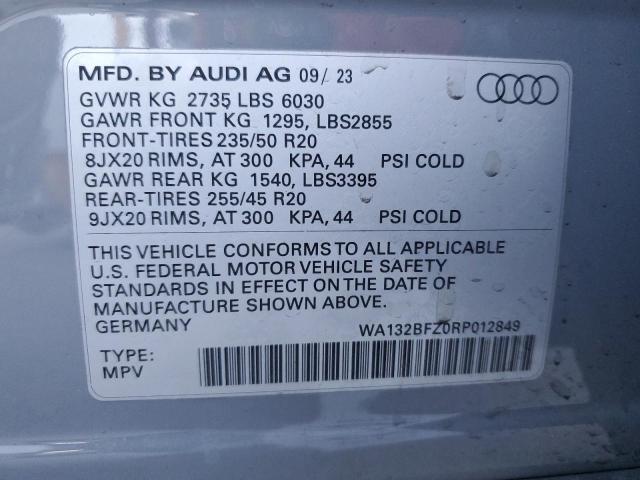 MFD. BY AUDI AG 09/ 23
GVWR KG 2735 LBS 6030
GAWR FRONT KG 1295, LBS2855
FRONT-TIRES 235/50 R20
8JX20 RIMS, AT 300 KPA, 44 PSI COLD
GAWR REAR KG 1540, LBS3395
REAR-TIRES 255/45 R20
9JX20 RIMS, AT 300 KPA, 44 PSI COLD
THIS VEHICLE CONFORMS TO ALL APPLICABLE
U.S. FEDERAL MOTOR VEHICLE SAFETY
STANDARDS IN EFFECT ON THE DATE OF
MANUFACTURE SHOWN ABOVE.
GERMANY WA132BFZ0RP012849
TYPE:
MPV